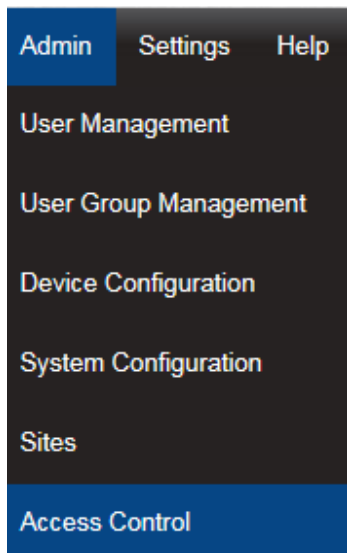 Admin Settings Help
User Management
User Group Management
Device Configuration
System Configuration
Sites
Access Control